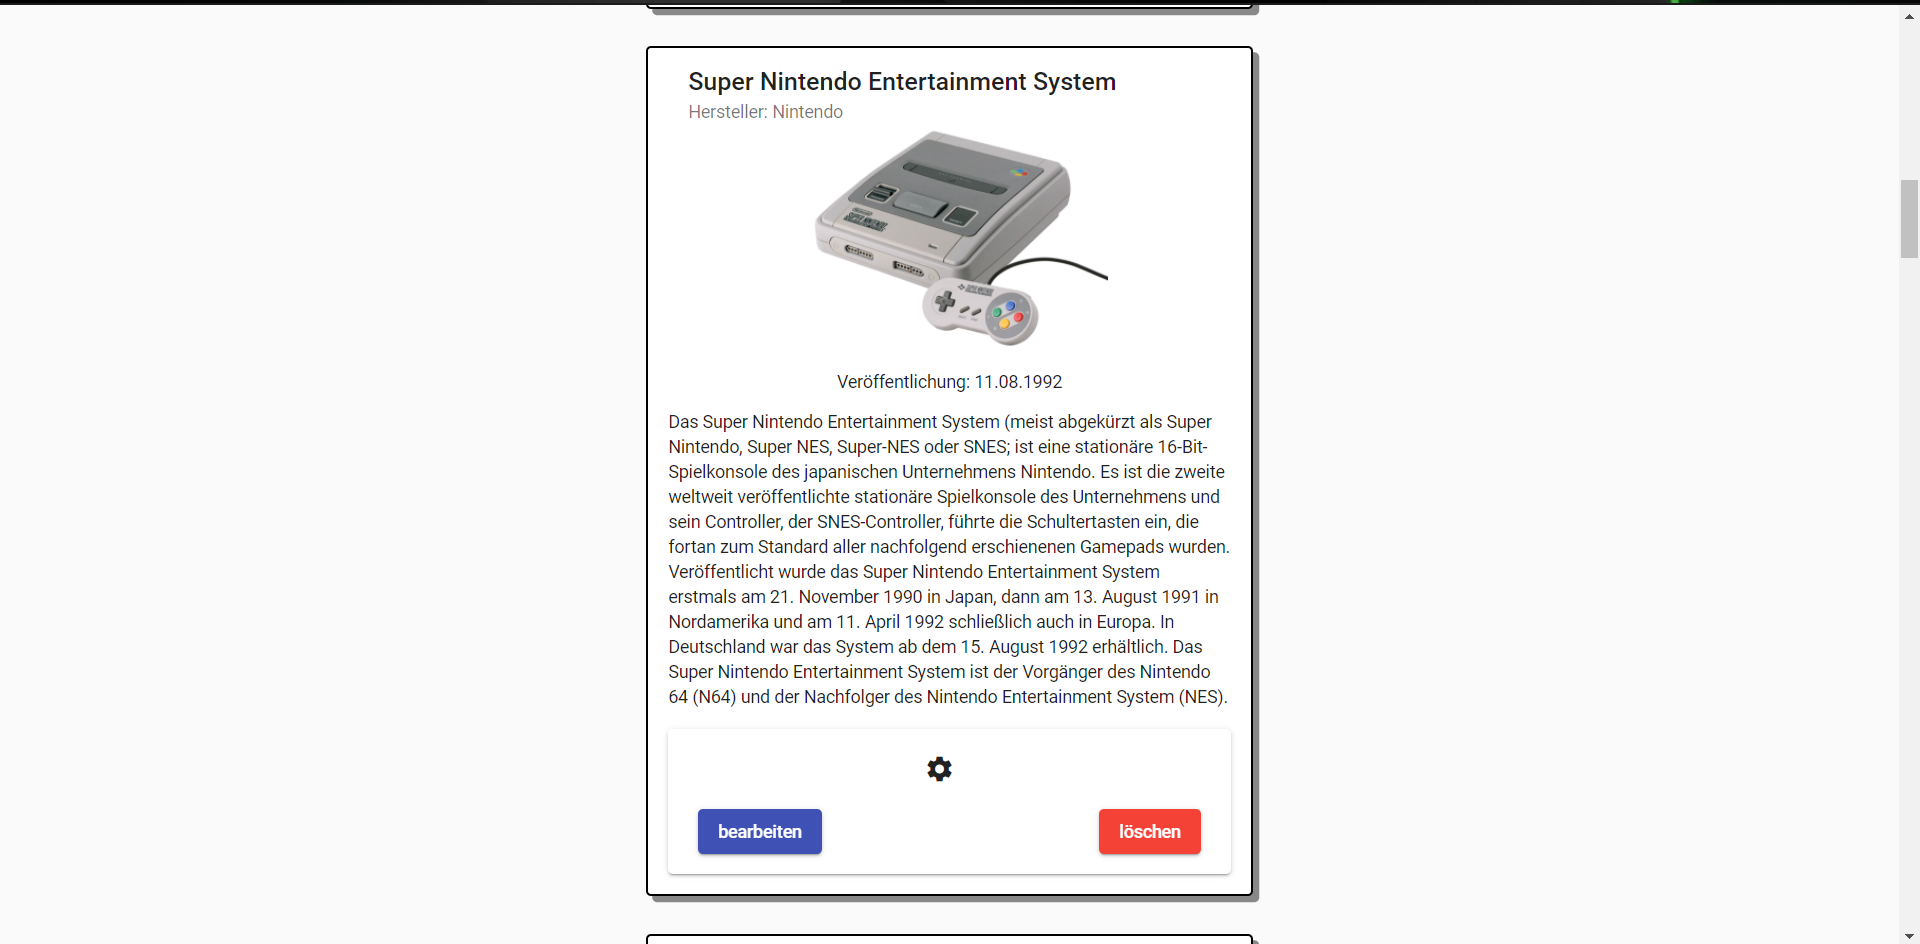 Super Nintendo Entertainment System
Hersteller: Nintendo
Veröffentlichung: 11.08.1992
Das Super Nintendo Entertainment System (meist abgekürzt als Super
Nintendo, Super NES, Super-NES oder SNES; ist eine stationäre 16-Bit-
Spielkonsole des japanischen Unternehmens Nintendo. Es ist die zweite
weltweit veröffentlichte stationäre Spielkonsole des Unternehmens und
sein Controller, der SNES-Controller, führte die Schultertasten ein, die
fortan zum Standard aller nachfolgend erschienenen Gamepads wurden.
Veröffentlicht wurde das Super Nintendo Entertainment System
erstmals am 21. November 1990 in Japan, dann am 13. August 1991 in
Nordamerika und am 11. April 1992 schließlich auch in Europa. In
Deutschland war das System ab dem 15. August 1992 erhältlich. Das
Super Nintendo Entertainment System ist der Vorgänger des Nintendo
64 (N64) und der Nachfolger des Nintendo Entertainment System (NES).
bearbeiten
löschen